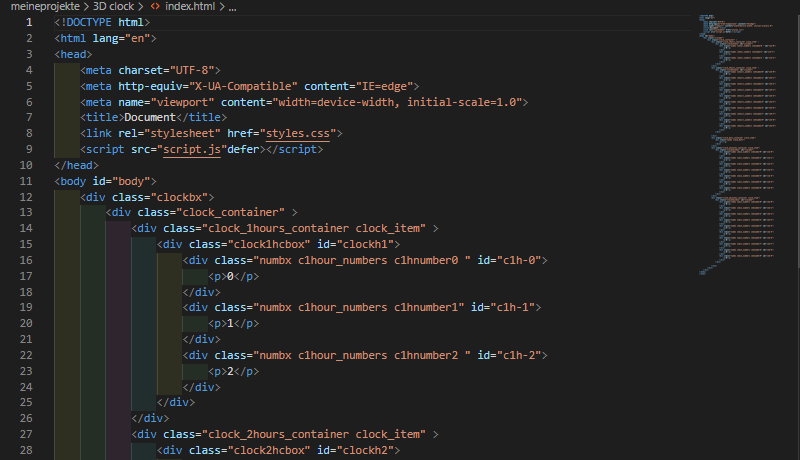 meineprojekte > 3D clock > index.html > ...
1 <!DOCTYPE html>
2 <html lang="en">
3 <head>
4 <meta charset="UTF-8">
5 <meta http-equiv="X-UA-Compatible" content="IE=edge">
6 <meta name="viewport" content="width=device-width, initial-scale=1.0">
7 <title>Document</title>
8 <link rel="stylesheet" href="styles.css">
9 <script src="script.js"defer></script>
10 </head>
11 <body id="body">
12 <div class="clockbx">
13 <div class="clock_container" >
14 <div class="clock_1hours_container clock_item" >
15 <div class="clock1hcbox" id="clockh1">
16 <div class="numbx c1hour_numbers c1hnumber0 " id="c1h-0">
17 <p>0</p>
18 </div>
19 <div class="numbx c1hour_numbers c1hnumber1" id="c1h-1">
20 <p>1</p>
21 </div>
22 <div class="numbx c1hour_numbers c1hnumber2 " id="c1h-2">
23 <p>2</p>
24 </div>
25 </div>
26 </div>
27 <div class="clock_2hours_container clock_item" >
28 <div class="clock2hcbox" id="clockh2">